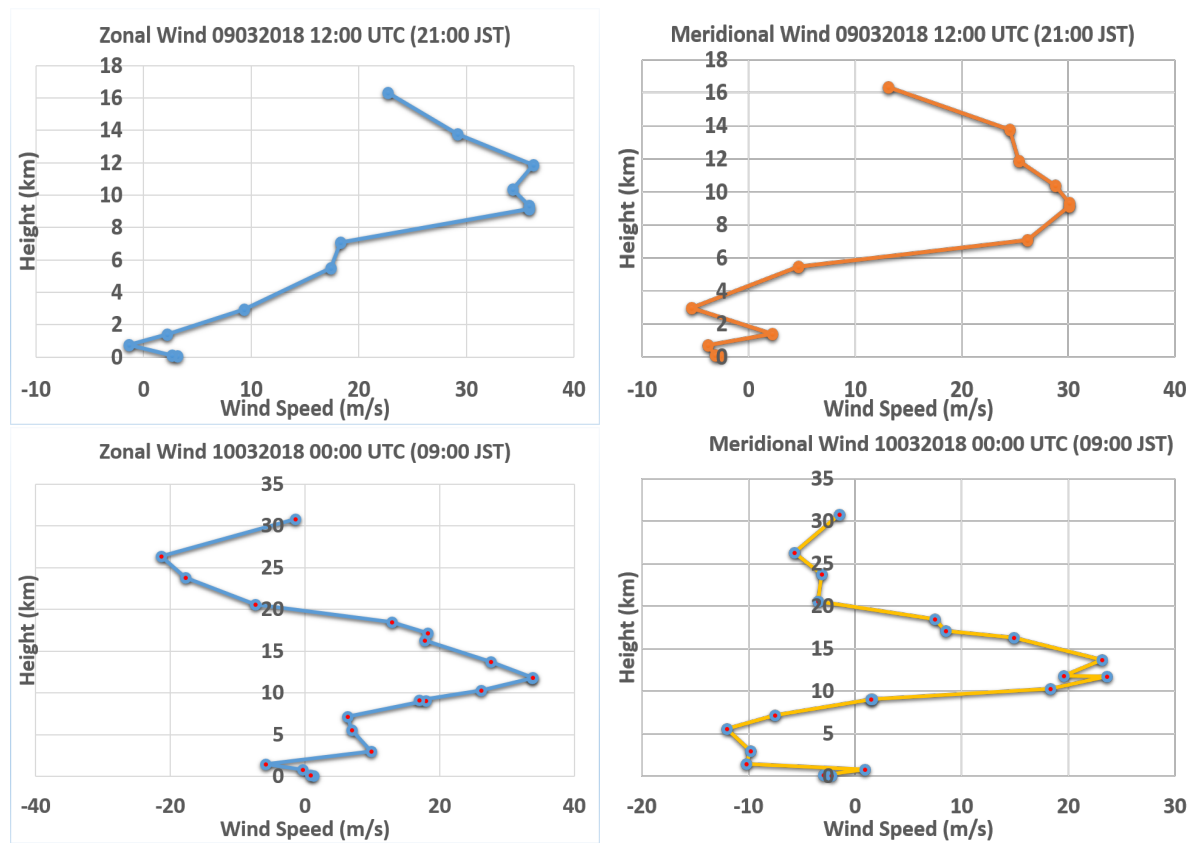 Zonal Wind 09032018 12:00 UTC (21:00 JST)
18
16
14
12
10
8
6
4
2
0
Height (km)
-10 0 10 20 30 40
Wind Speed (m/s)
Meridional Wind 09032018 12:00 UTC (21:00 JST)
18
16
14
12
10
8
6
4
2
0
Height (km)
-10 0 10 20 30 40
Wind Speed (m/s)
Zonal Wind 10032018 00:00 UTC (09:00 JST)
35
30
25
20
15
10
5
0
Height (km)
-40 -20 0 20 40
Wind Speed (m/s)
Meridional Wind 10032018 00:00 UTC (09:00 JST)
35
30
25
20
15
10
5
0
Height (km)
-20 -10 0 10 20 30
Wind Speed (m/s)